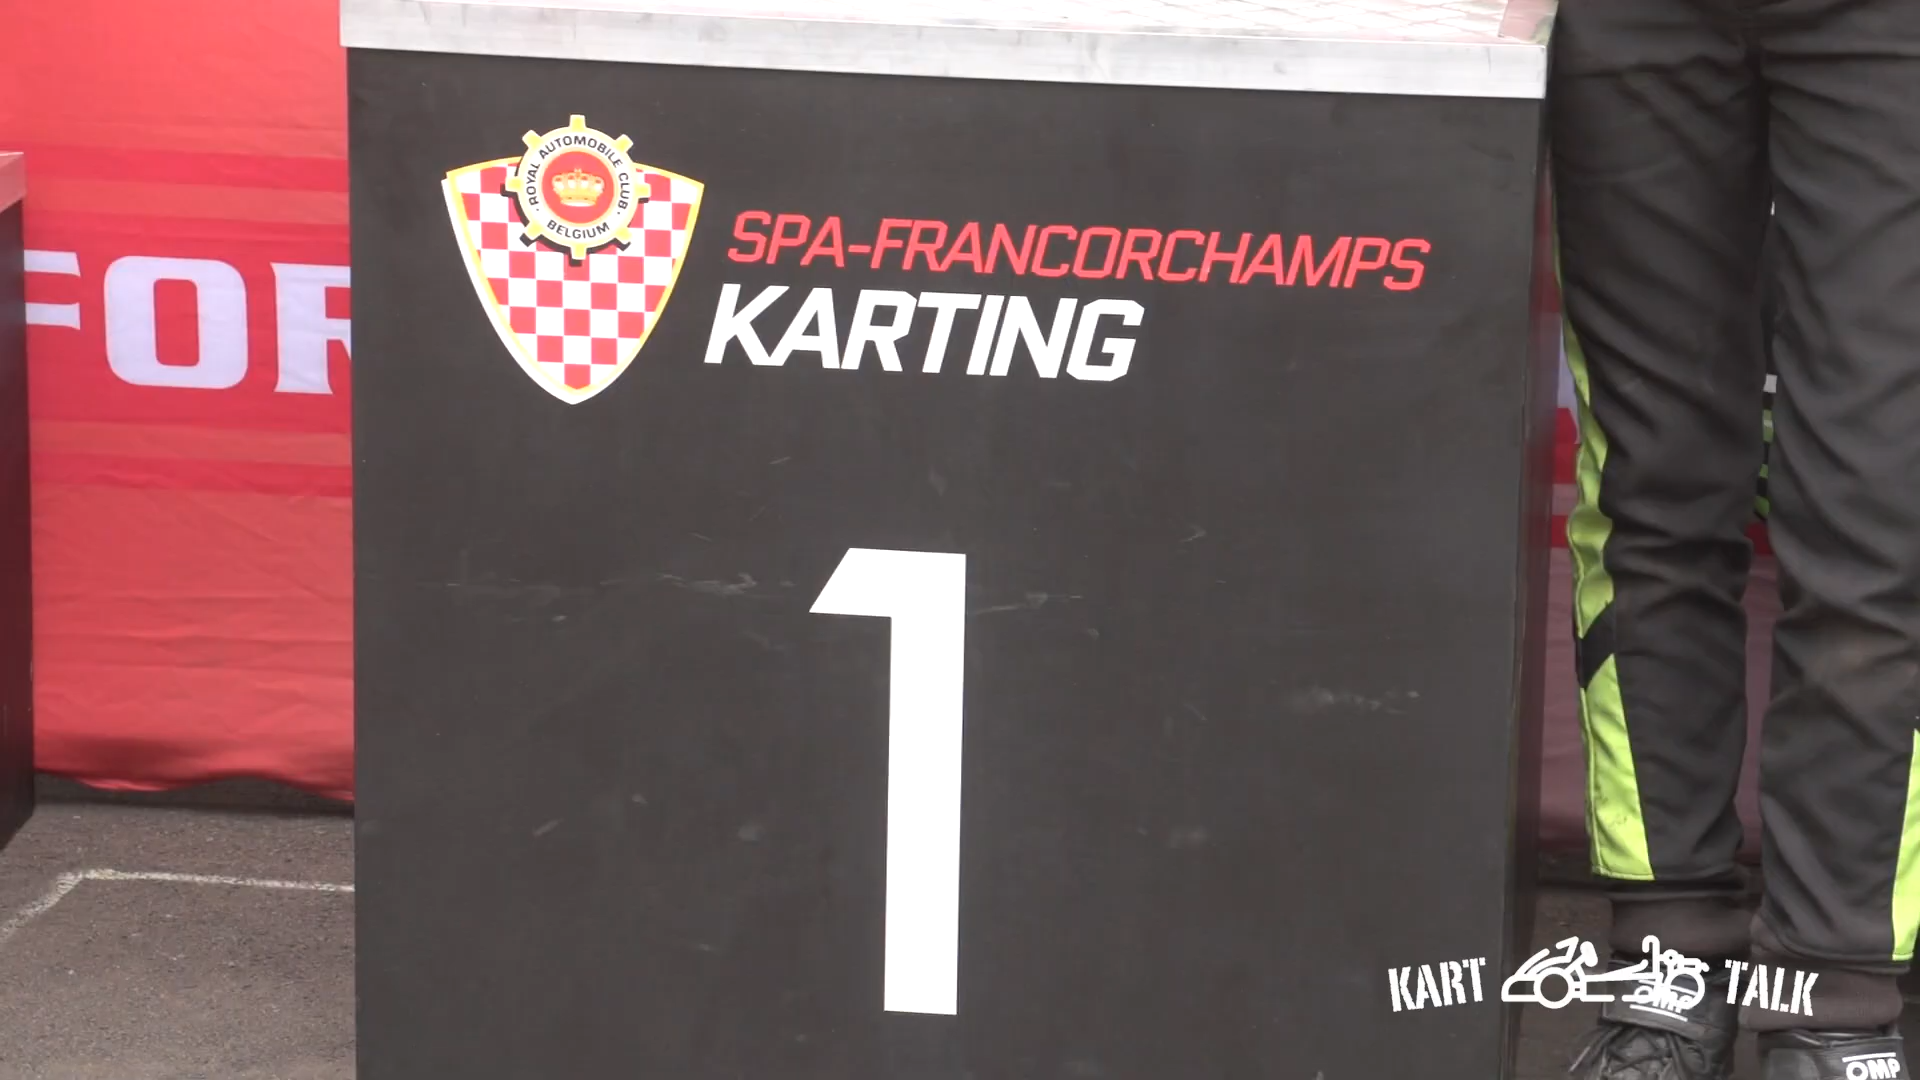 ROYAL AUTOMOBILE CLUB
BELGIUM
SPA-FRANCORCHAMPS
KARTING
FOR
1
KART TALK
OMP
OMP